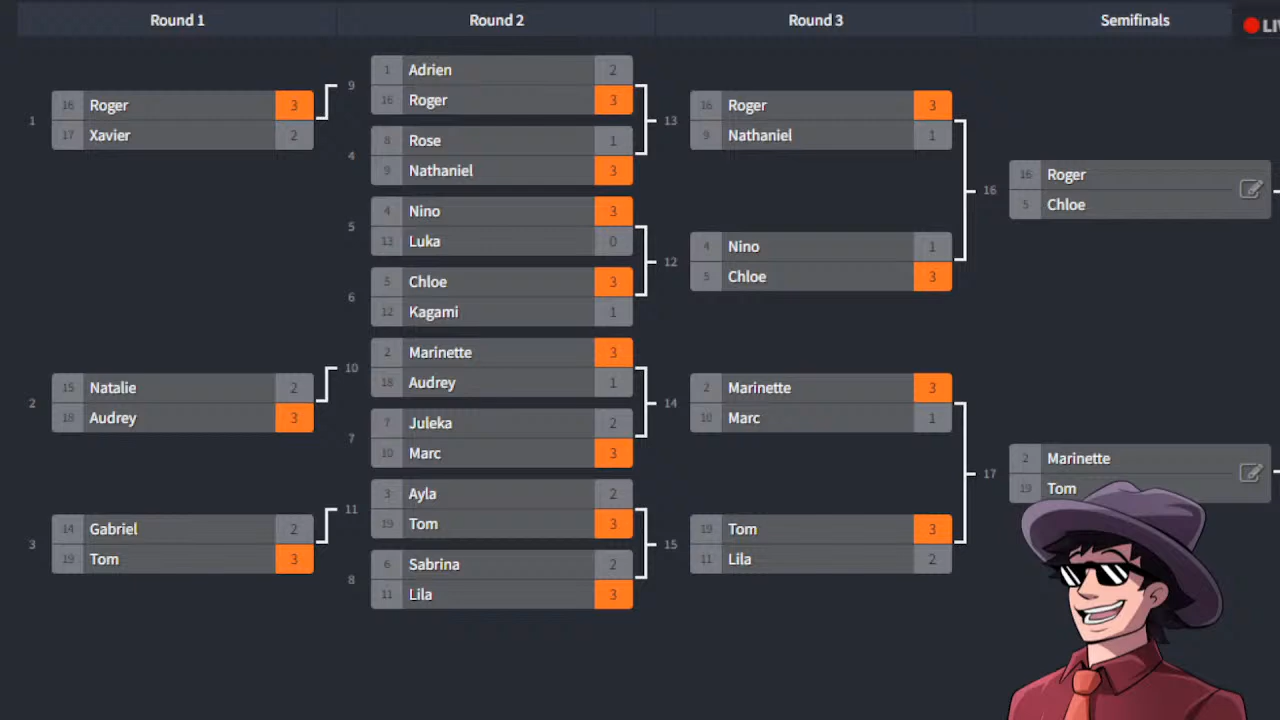 Round 1
Round 2
Round 3
Semifinals
LIV
1
16 Roger 3
17 Xavier 2
2
15 Natalie 2
18 Audrey 3
3
14 Gabriel 2
19 Tom 3
9
1 Adrien 2
16 Roger 3
4
8 Rose 1
9 Nathaniel 3
5
4 Nino 3
13 Luka 0
6
5 Chloe 3
12 Kagami 1
10
2 Marinette 3
18 Audrey 1
7
7 Juleka 2
10 Marc 3
11
3 Ayla 2
19 Tom 3
8
6 Sabrina 2
11 Lila 3
13
16 Roger 3
9 Nathaniel 1
12
4 Nino 1
5 Chloe 3
14
2 Marinette 3
10 Marc 1
15
19 Tom 3
11 Lila 2
16
16 Roger
5 Chloe
17
2 Marinette
19 Tom